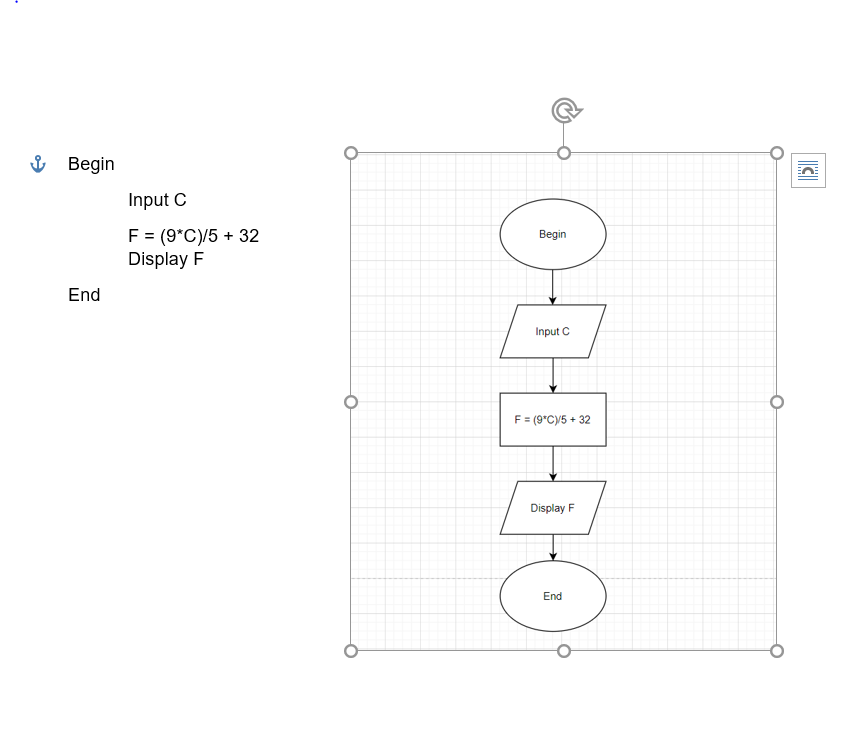 Begin
Input C
F = (9*C)/5 + 32
Display F
End
Begin
Input C
F = (9*C)/5 + 32
Display F
End